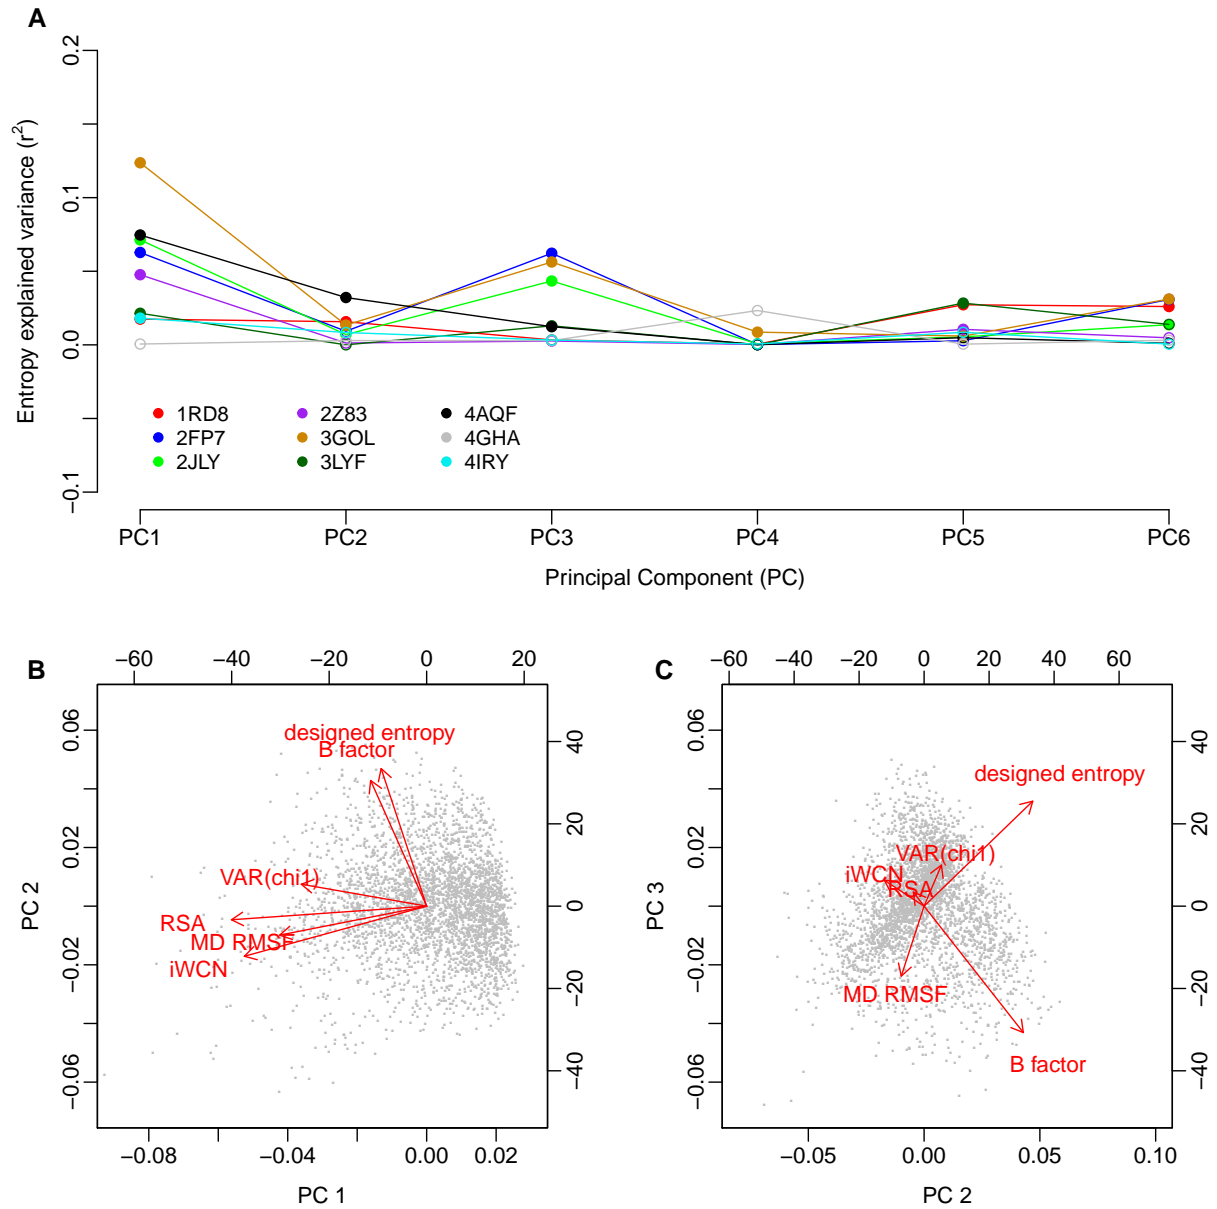 A
Entropy explained variance (r2)
0.2
0.1
0.0
−0.1
1RD8 2Z83 4AQF
2FP7 3GOL 4GHA
2JLY 3LYF 4IRY
PC1 PC2 PC3 PC4 PC5 PC6
Principal Component (PC)
B
−60 −40 −20 0 20
PC 2
0.06
0.02
−0.02
−0.06
40
20
0
−20
−40
designed entropy
B factor
VAR(chi1)
RSA
MD RMSF
iWCN
−0.08 −0.04 0.00 0.02
PC 1
C
−60 −40 −20 0 20 40 60
PC 3
0.06
0.02
−0.02
−0.06
40
20
0
−20
−40
designed entropy
VAR(chi1)
iWCN
RSA
MD RMSF
B factor
−0.05 0.00 0.05 0.10
PC 2